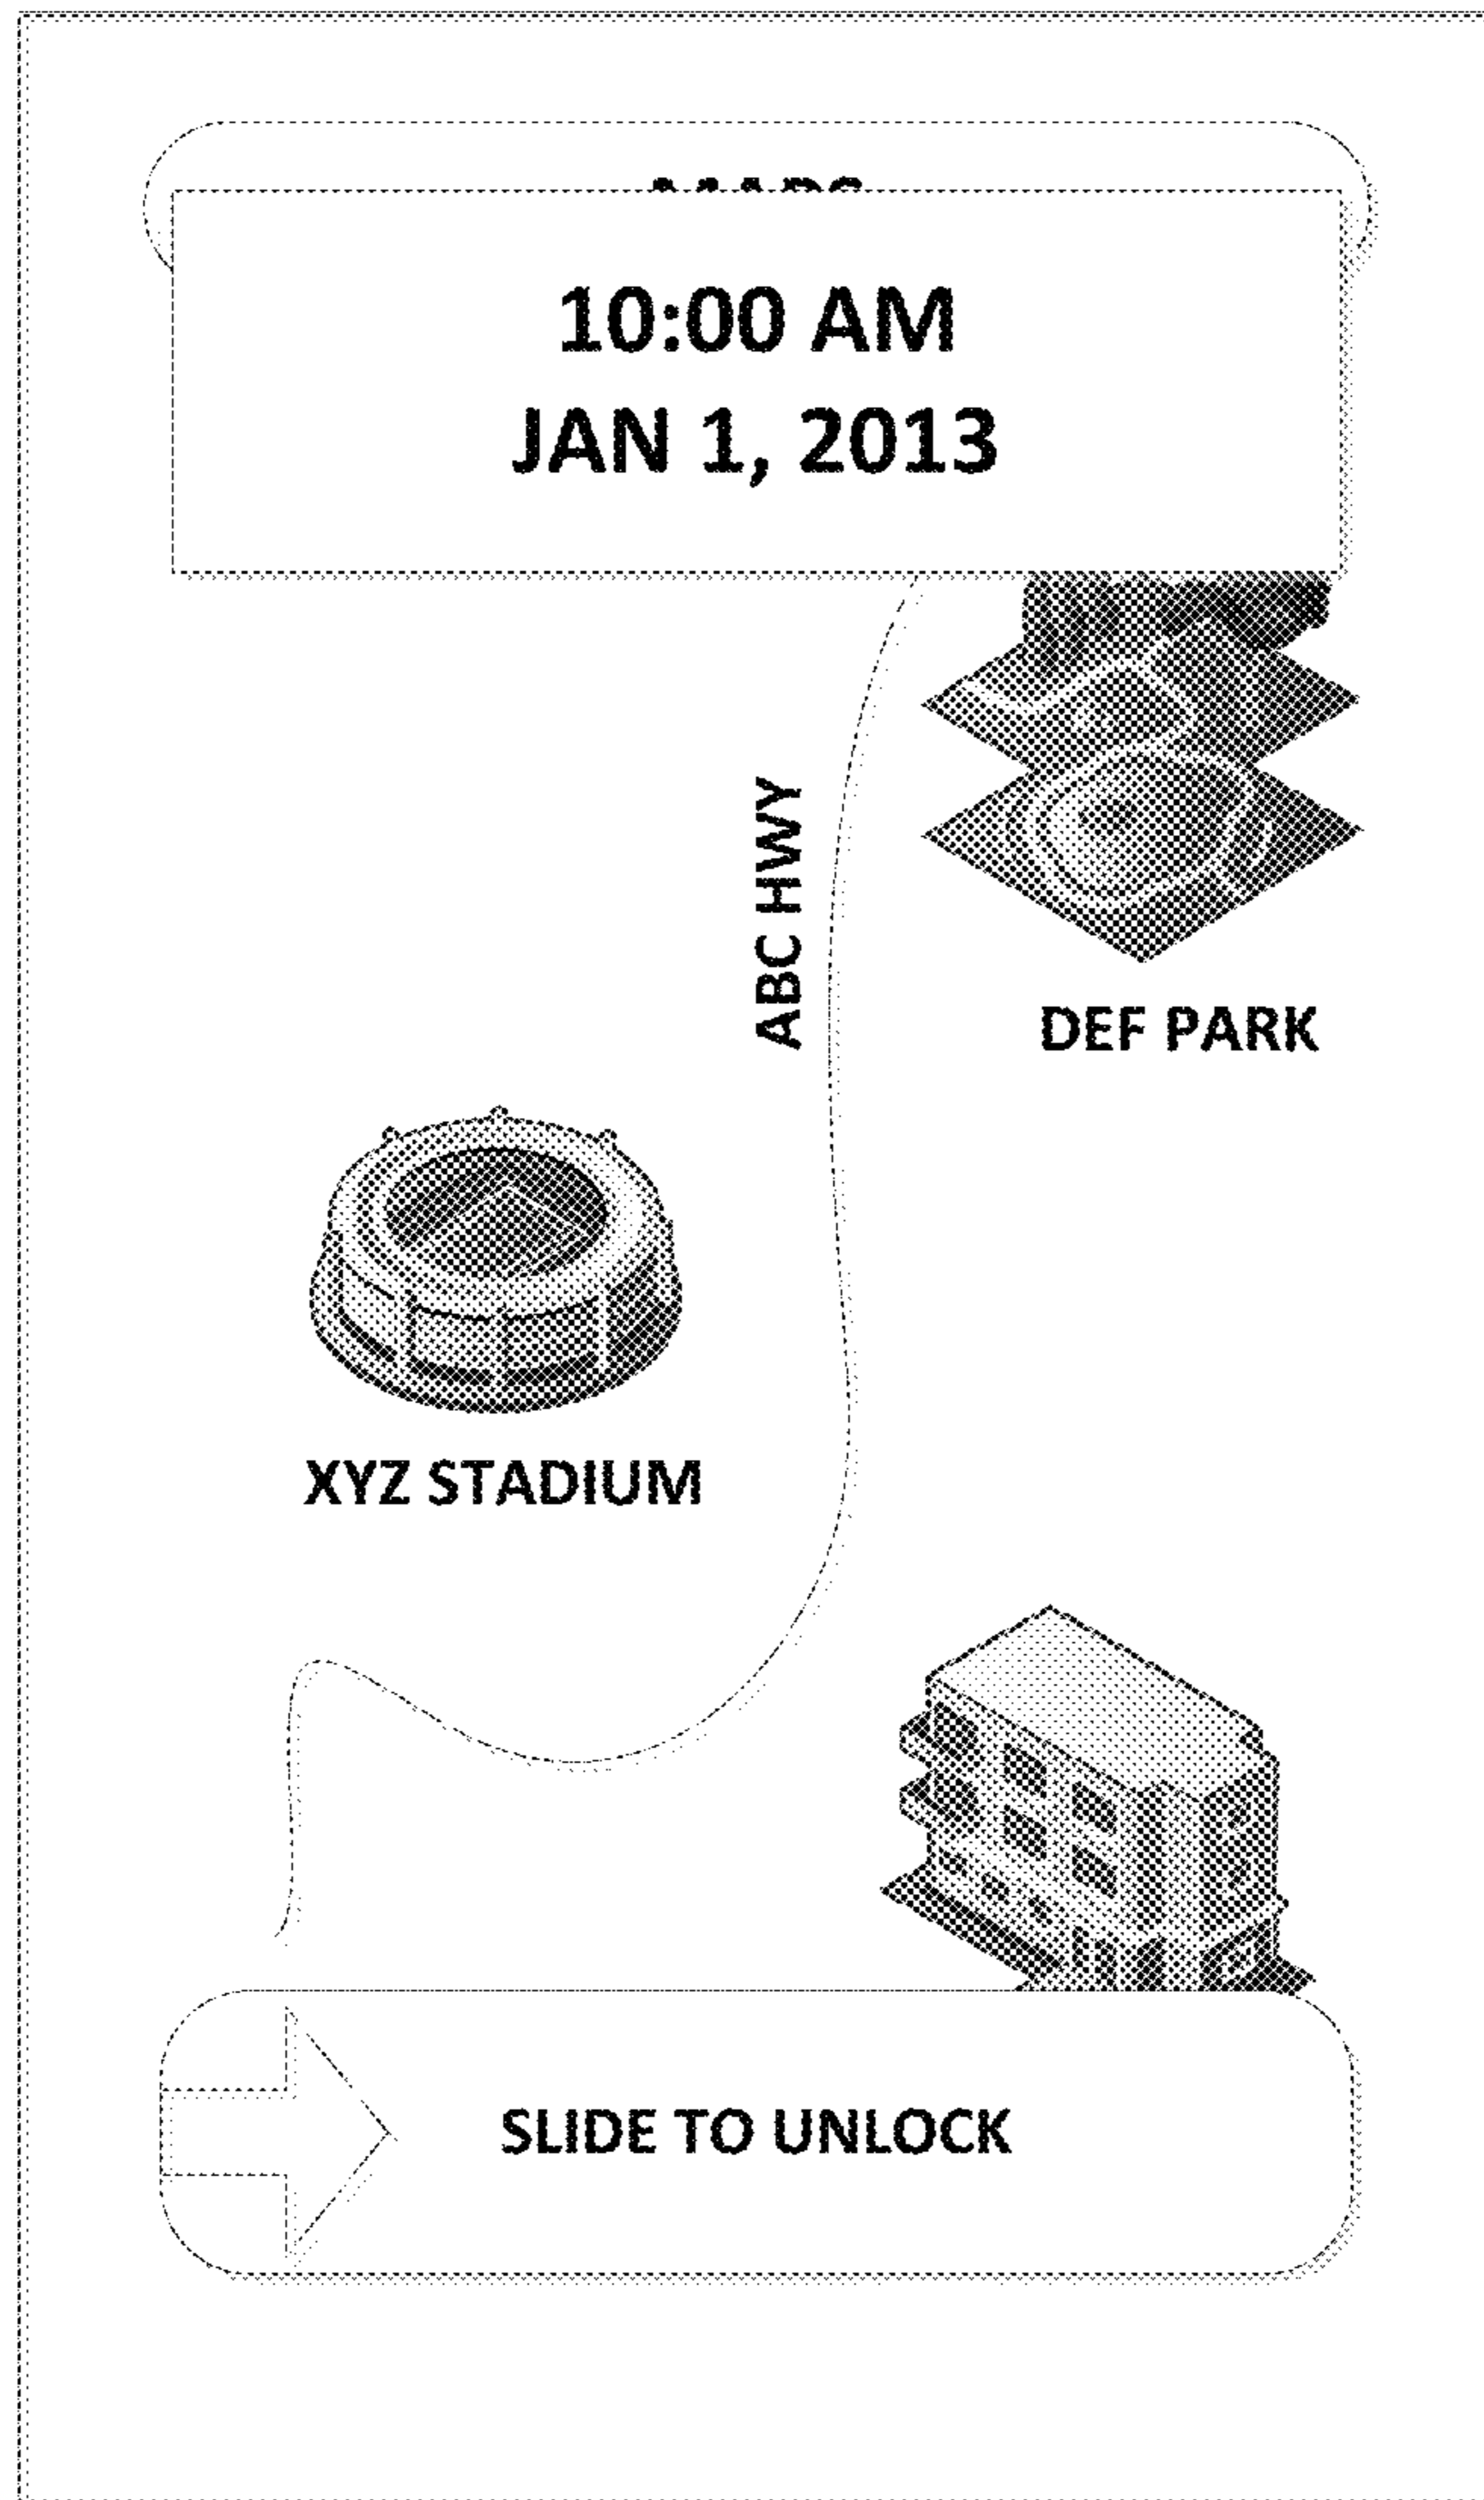 10:00 AM
JAN 1, 2013
ABC HWY
DEF PARK
XYZ STADIUM
SLIDE TO UNLOCK